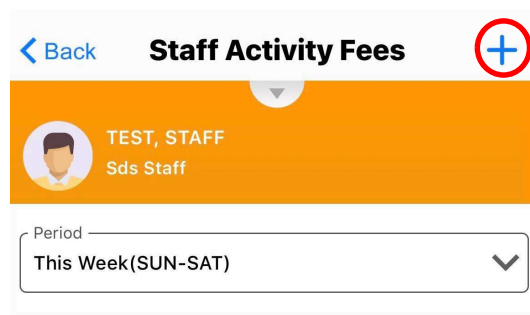 Back Staff Activity Fees
TEST, STAFF
Sds Staff
Period
This Week(SUN-SAT)